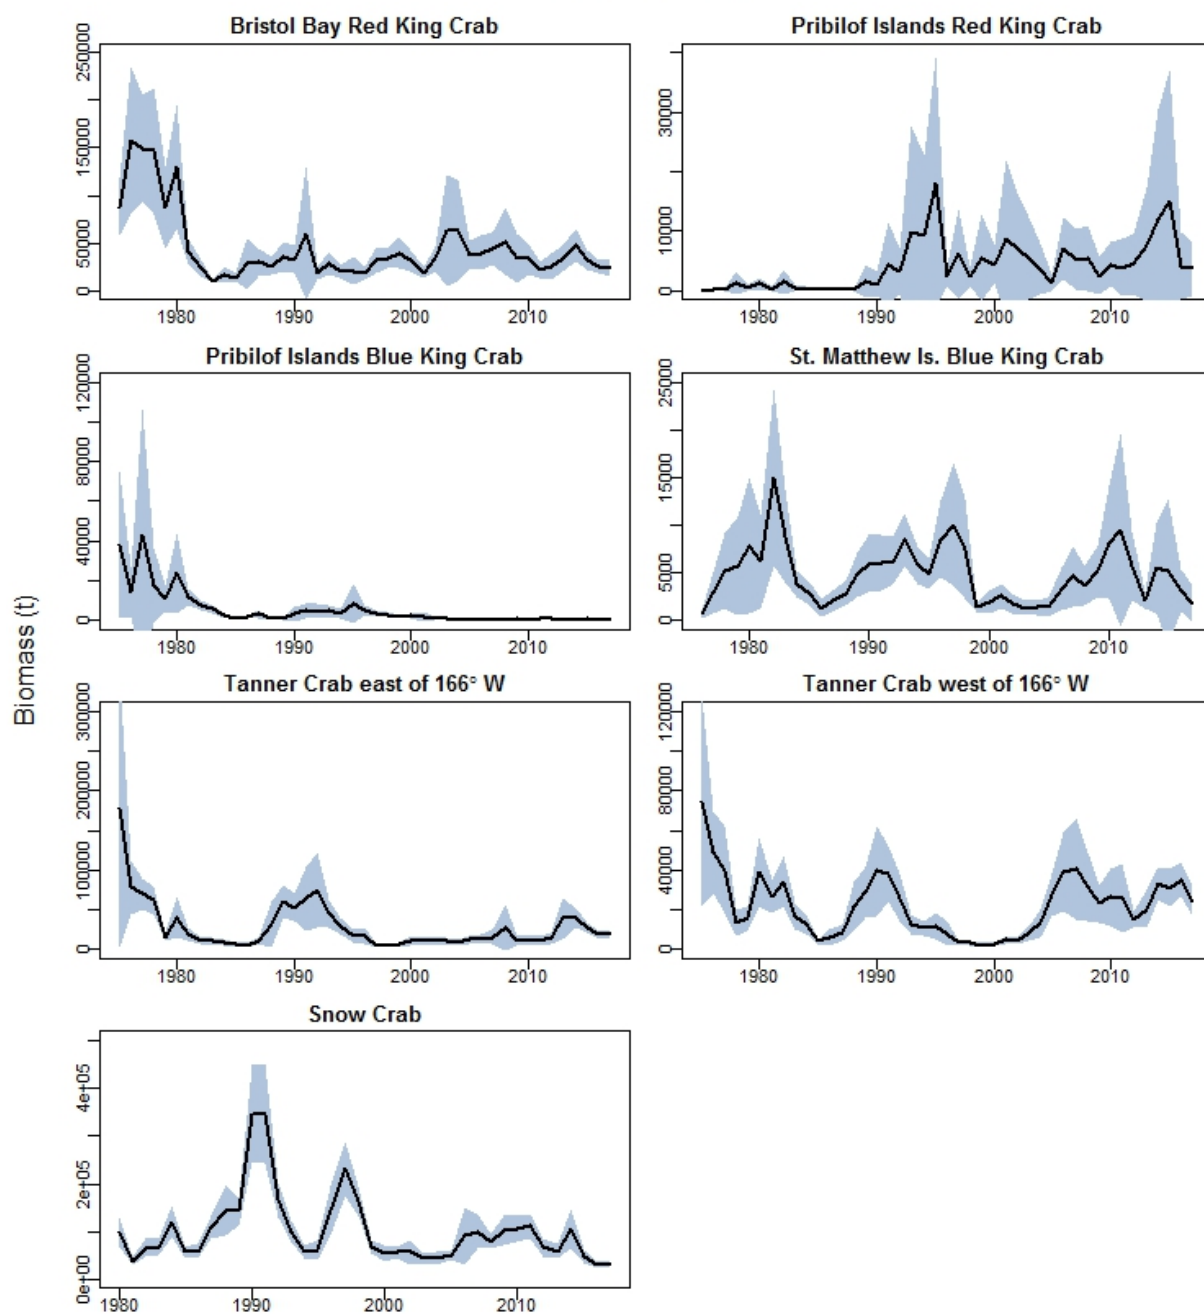 Bristol Bay Red King Crab
250000
150000
50000
0
1980 1990 2000 2010
Pribilof Islands Red King Crab
30000
10000
0
1980 1990 2000 2010
Pribilof Islands Blue King Crab
120000
80000
40000
0
1980 1990 2000 2010
St. Matthew Is. Blue King Crab
25000
15000
5000
0
1980 1990 2000 2010
Biomass (t)
Tanner Crab east of 166° W
300000
200000
100000
0
1980 1990 2000 2010
Tanner Crab west of 166° W
120000
80000
40000
0
1980 1990 2000 2010
Snow Crab
4e+05
2e+05
0e+00
1980 1990 2000 2010